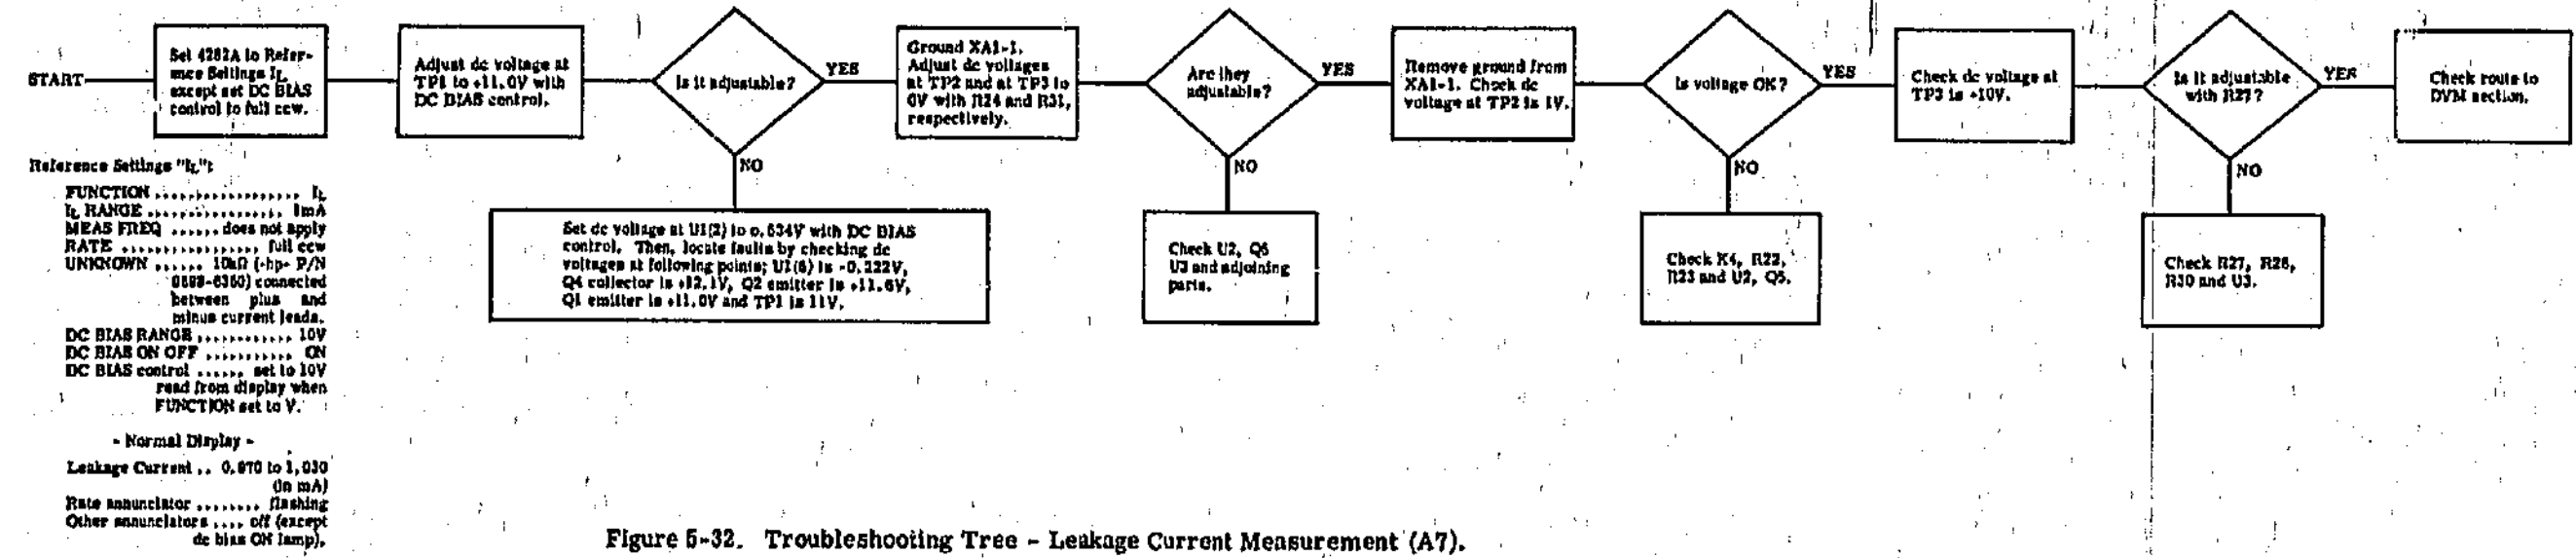 START
Set 4282A to Refer-
ence Settings IL
except set DC BIAS
control to full ccw.
Adjust dc voltage at
TP1 to +11.0V with
DC BIAS control.
Is it adjustable?
YES
NO
Set dc voltage at U1(2) to 0.634V with DC BIAS
control. Then, locate faults by checking dc
voltages at following points; U1(6) is -0.222V,
Q4 collector is +12.1V, Q2 emitter is +11.6V,
Q1 emitter is +11.0V and TP1 is 11V.
Ground XA1-1.
Adjust dc voltages
at TP2 and at TP3 to
0V with R24 and R31,
respectively.
Are they
adjustable?
YES
NO
Check U2, Q5
U3 and adjoining
parts.
Remove ground from
XA1-1. Check dc
voltage at TP2 is 1V.
Is voltage OK?
YES
NO
Check K4, R22,
R23 and U2, Q5.
Check dc voltage at
TP3 is +10V.
Is it adjustable
with R27?
YES
NO
Check R27, R28,
R30 and U3.
Check route to
DVM section.
Reference Settings "IL":
FUNCTION ................. IL
IL RANGE ................ 1mA
MEAS FREQ ...... does not apply
RATE ................. full ccw
UNKNOWN ...... 10kΩ (-hp- P/N
connected
between plus and
minus current leads.
DC BIAS RANGE ............ 10V
DC BIAS ON OFF ........... ON
DC BIAS control ...... set to 10V
read from display when
FUNCTION set to V.
- Normal Display -
Leakage Current .. 0.970 to 1.030
(in mA)
Rate annunciator ........ flashing
Other annunciators .... off (except
dc bias ON lamp).
Figure 5-32. Troubleshooting Tree - Leakage Current Measurement (A7).